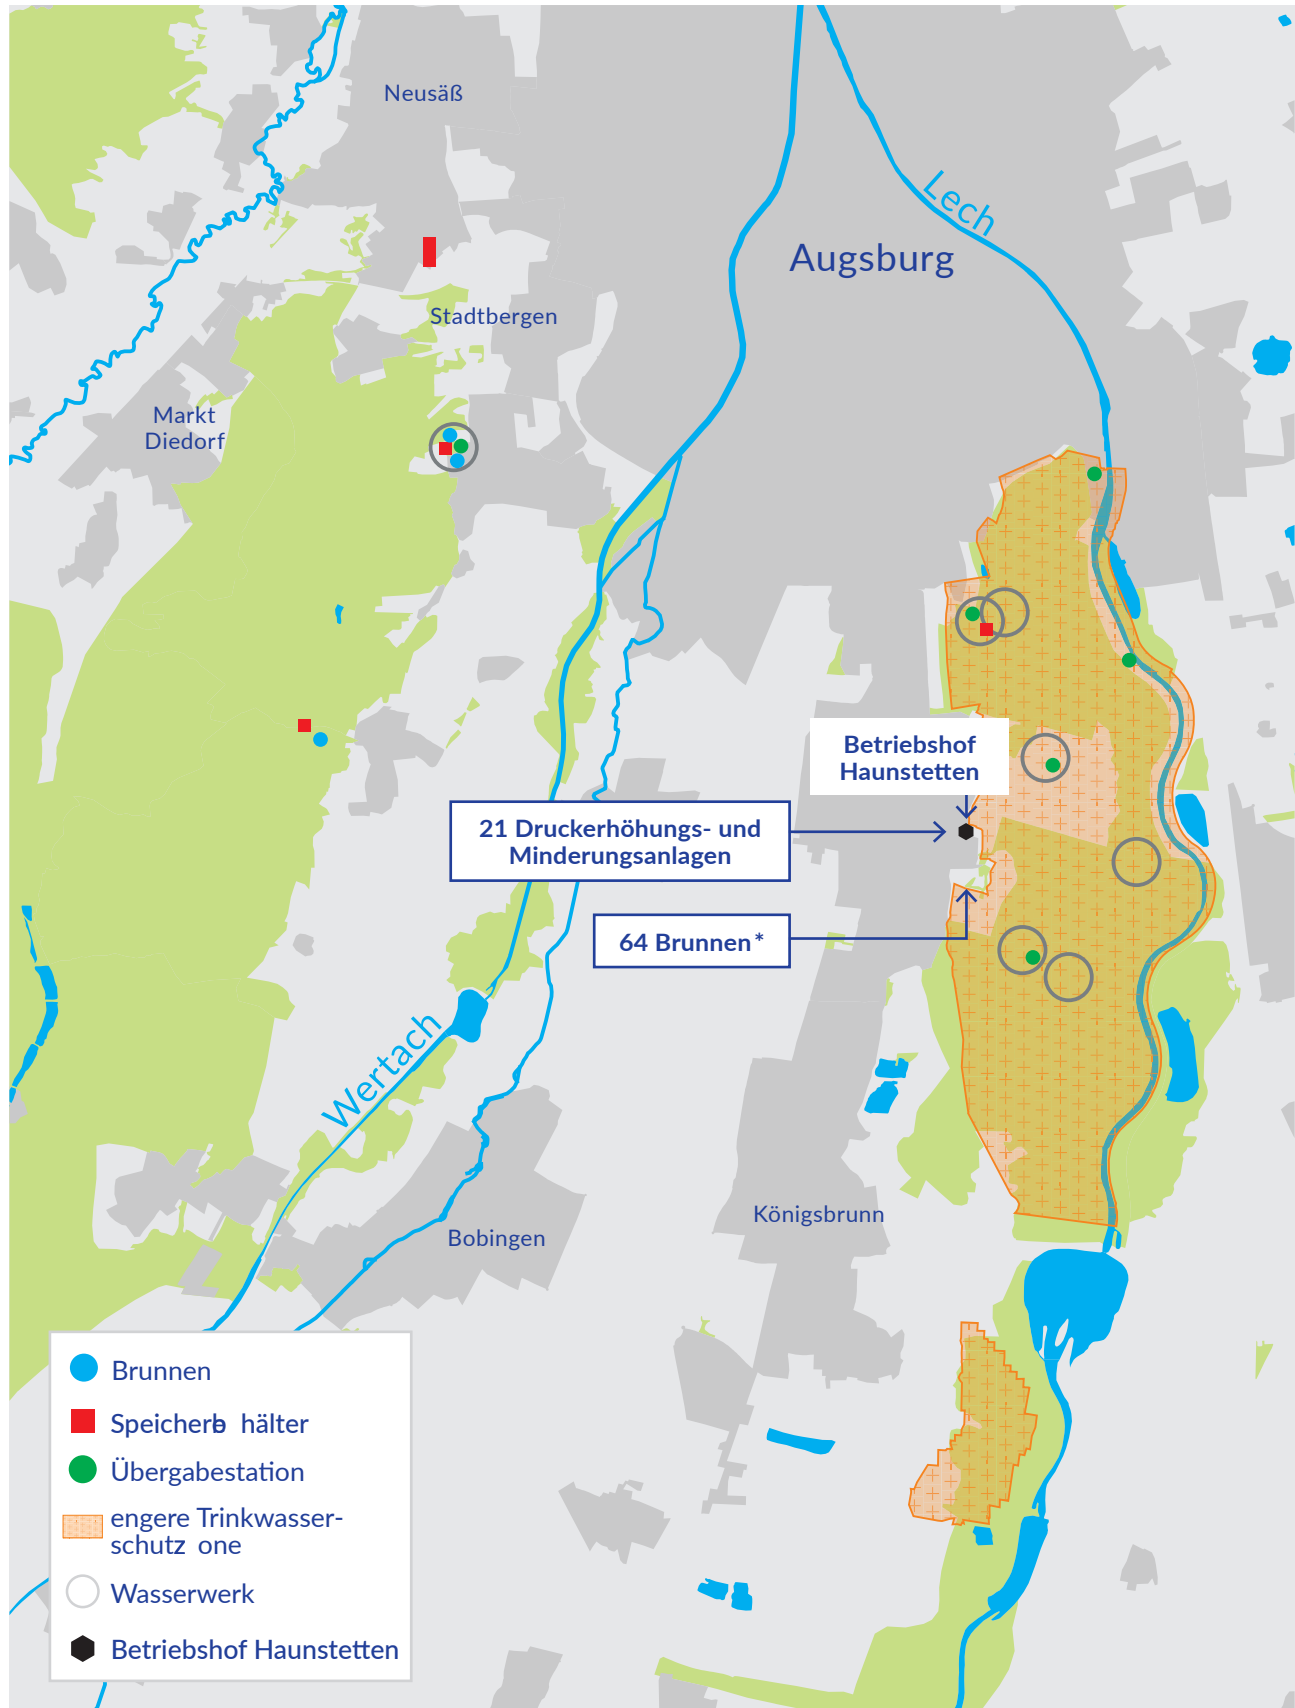 Neusäß
Lech
Augsburg
Stadtbergen
Markt
Diedorf
Betriebshof
Haunstetten
21 Druckerhöhungs- und
Minderungsanlagen
64 Brunnen*
Wertach
Königsbrunn
Bobingen
Brunnen
Speicherb hälter
Übergabestation
engere Trinkwasser-
schutz one
Wasserwerk
Betriebshof Haunstetten